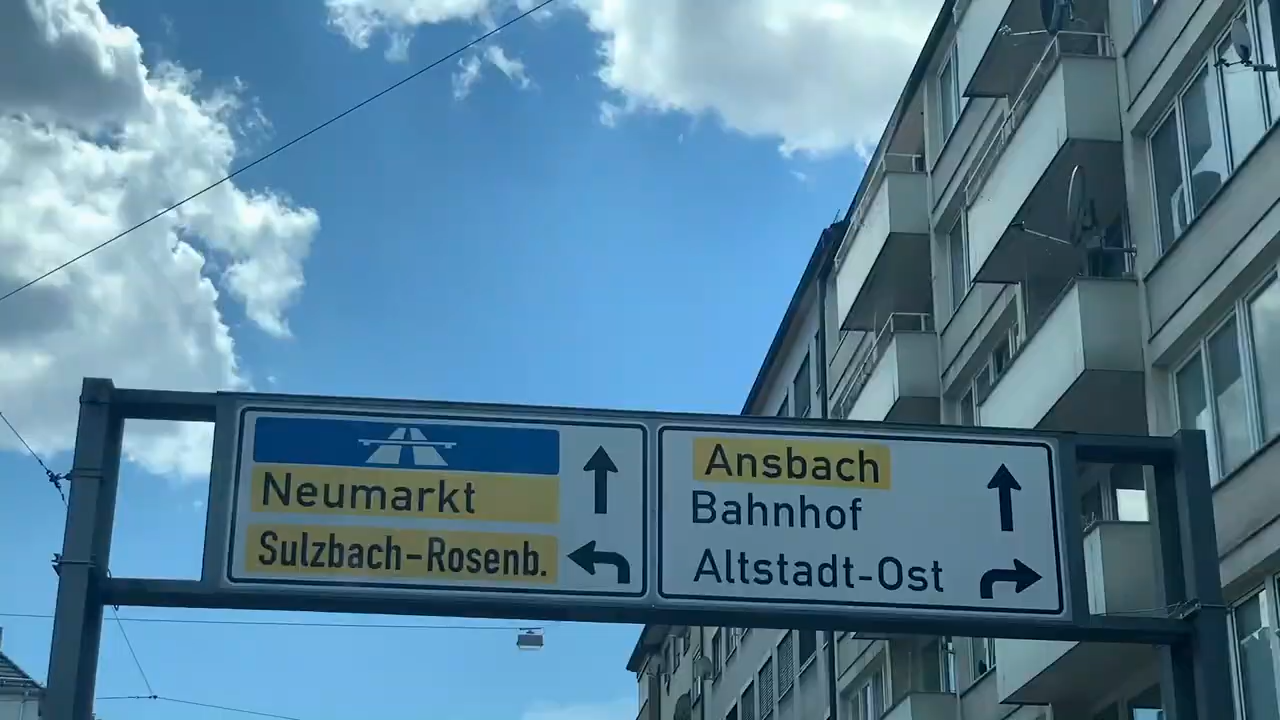 Neumarkt
Sulzbach-Rosenb.
Ansbach
Bahnhof
Altstadt-Ost